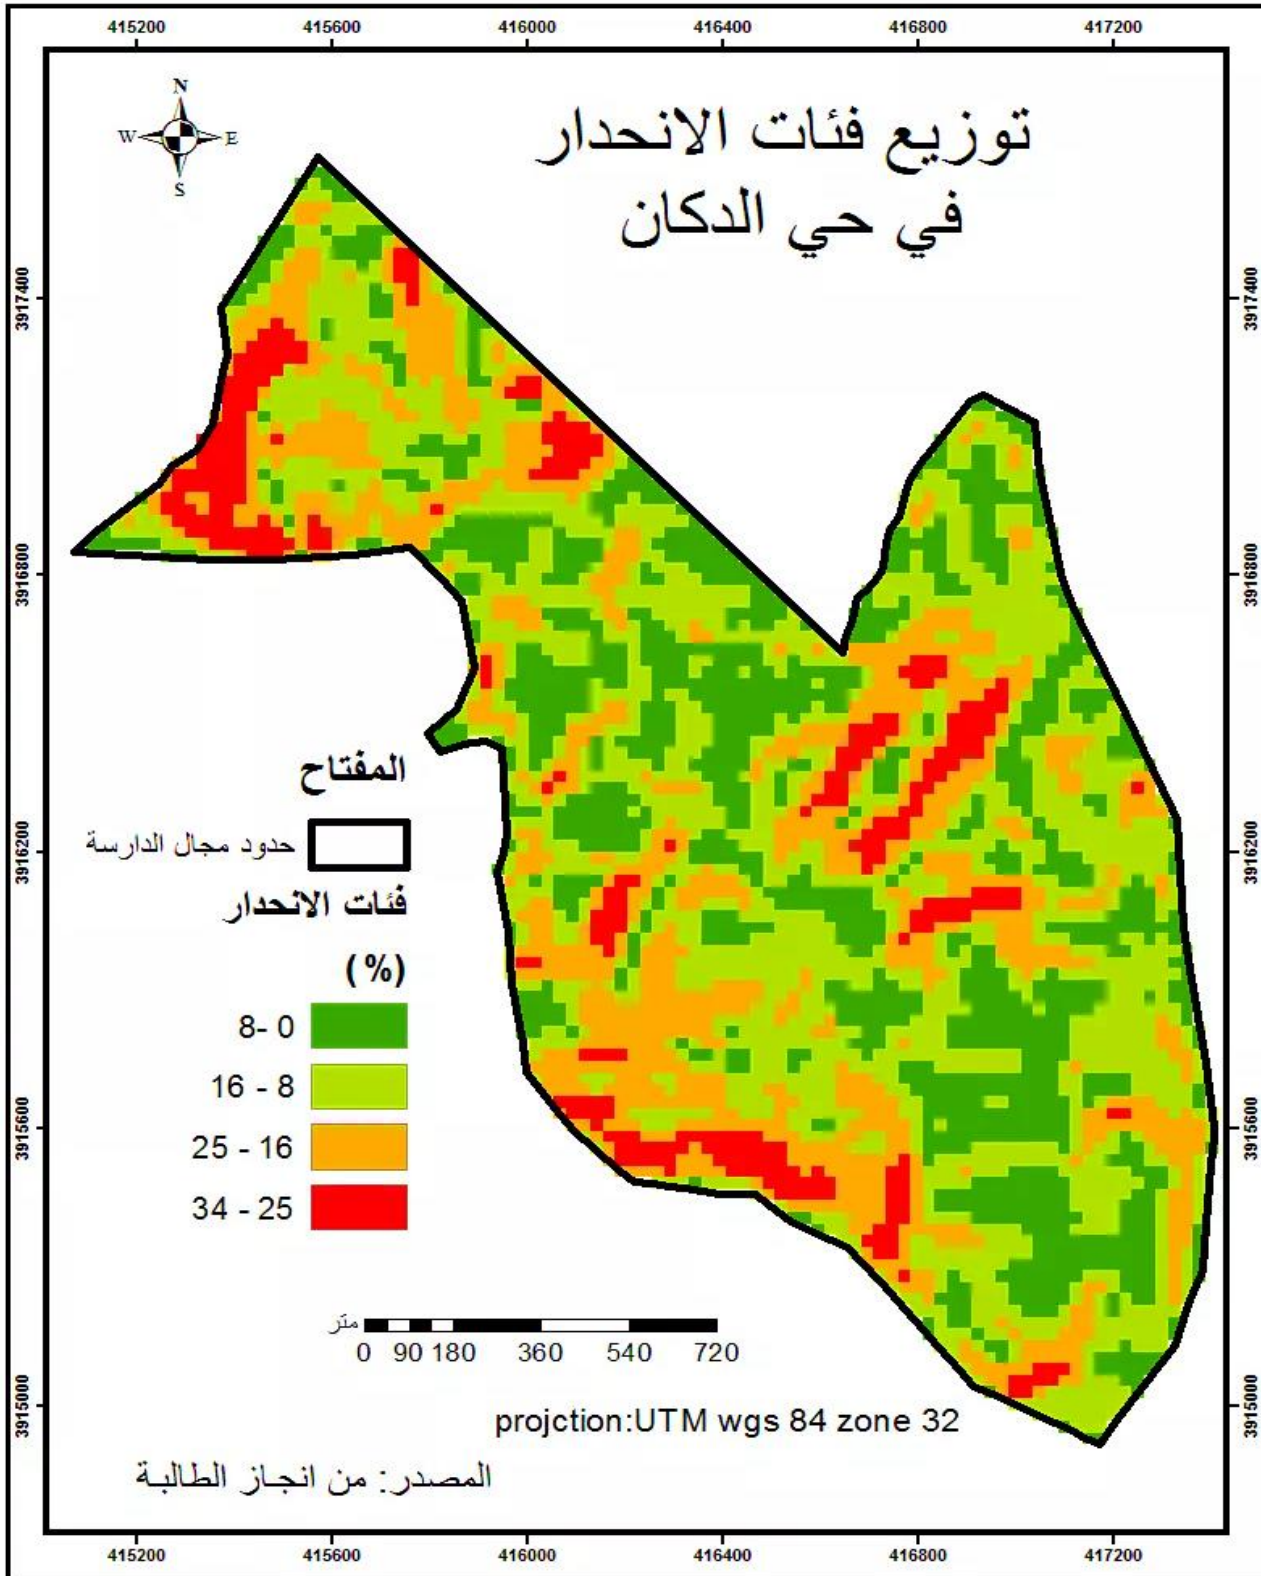 415200 415600 416000 416400 416800 417200
N
W E
S
توزيع فئات الانحدار
في حي الدكان
3917400 3917400
3916800 3916800
المفتاح
حدود مجال الدارسة
3916200 3916200
فئات الانحدار
(%)
8- 0
16 - 8
3915600 3915600
25 - 16
34 - 25
متر
0 90 180 360 540 720
3915000 3915000
projction:UTM wgs 84 zone 32
المصدر: من انجاز الطالبة
415200 415600 416000 416400 416800 417200